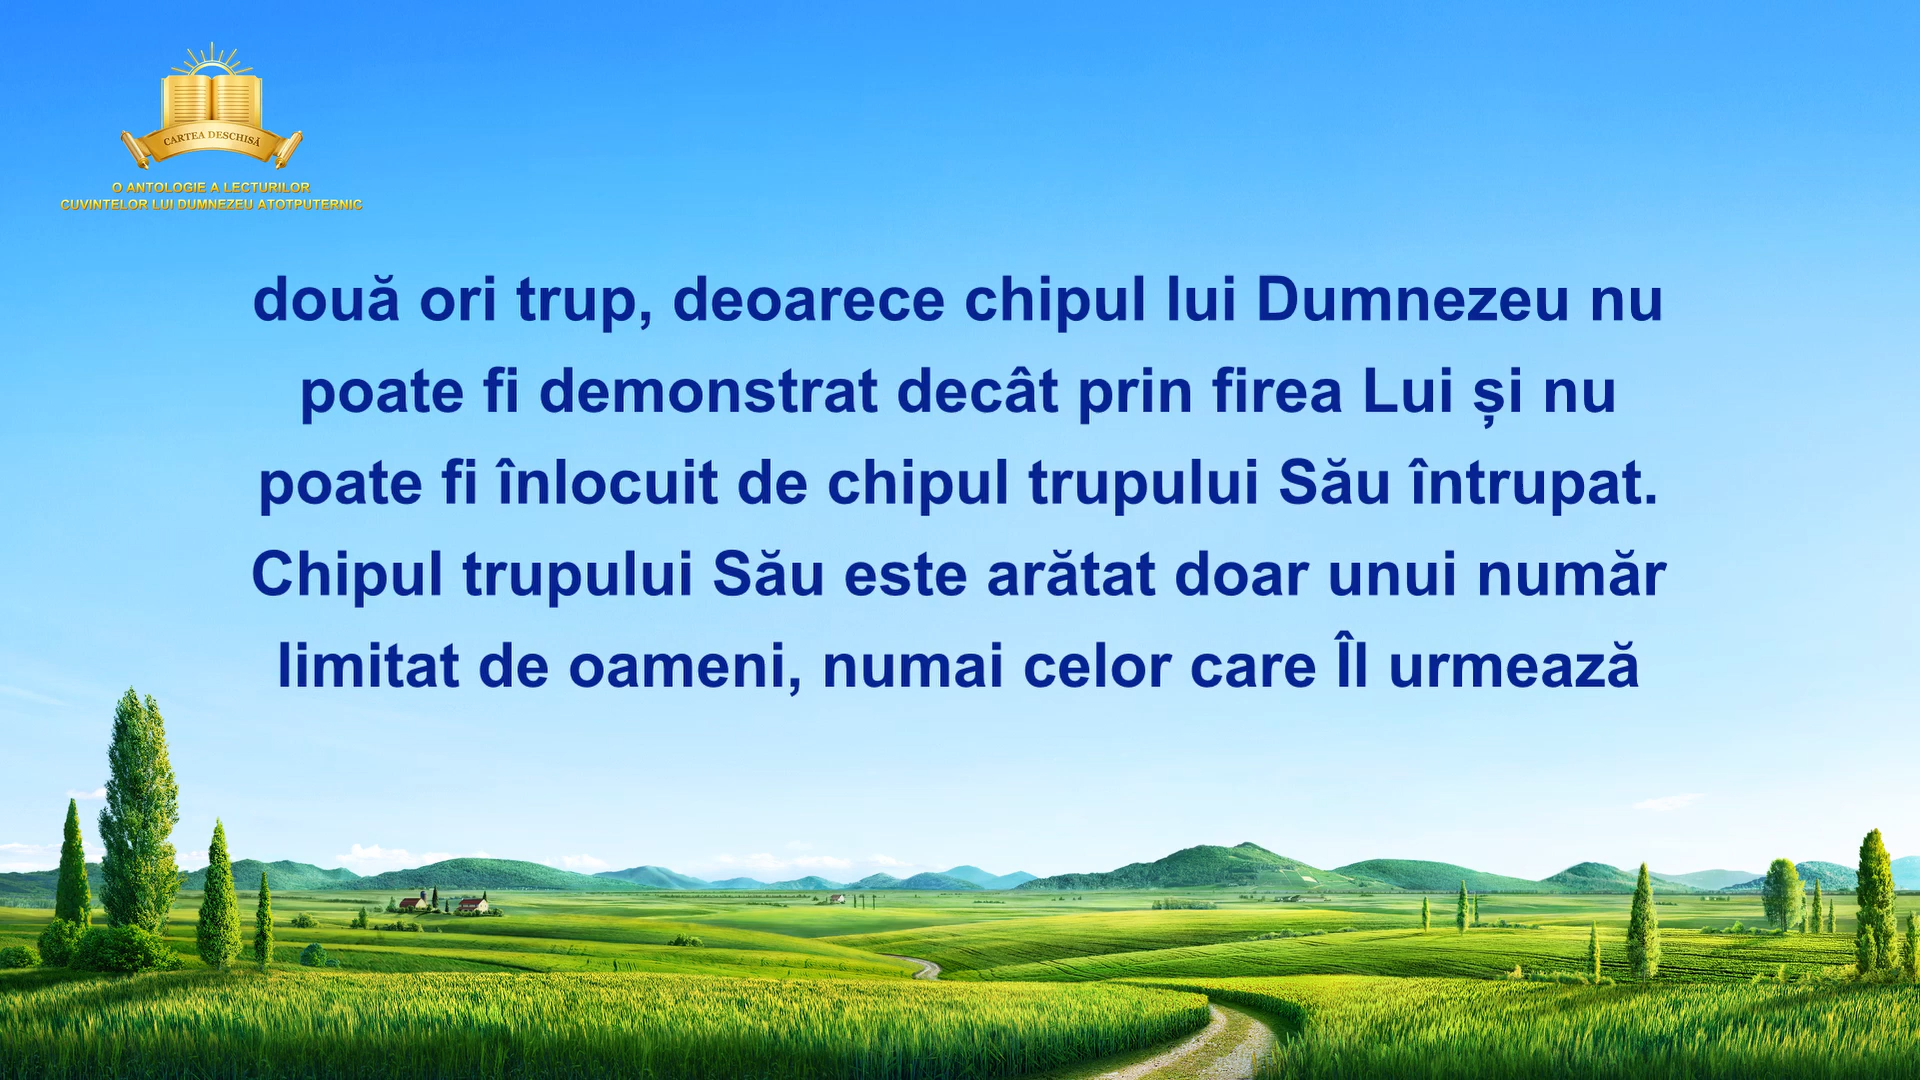 CARTEA DESCHISĂ
O ANTOLOGIE A LECTURILOR
CUVINTELOR LUI DUMNEZEU ATOTPUTERNIC
două ori trup, deoarece chipul lui Dumnezeu nu
poate fi demonstrat decât prin firea Lui și nu
poate fi înlocuit de chipul trupului Său întrupat.
Chipul trupului Său este arătat doar unui număr
limitat de oameni, numai celor care Îl urmează